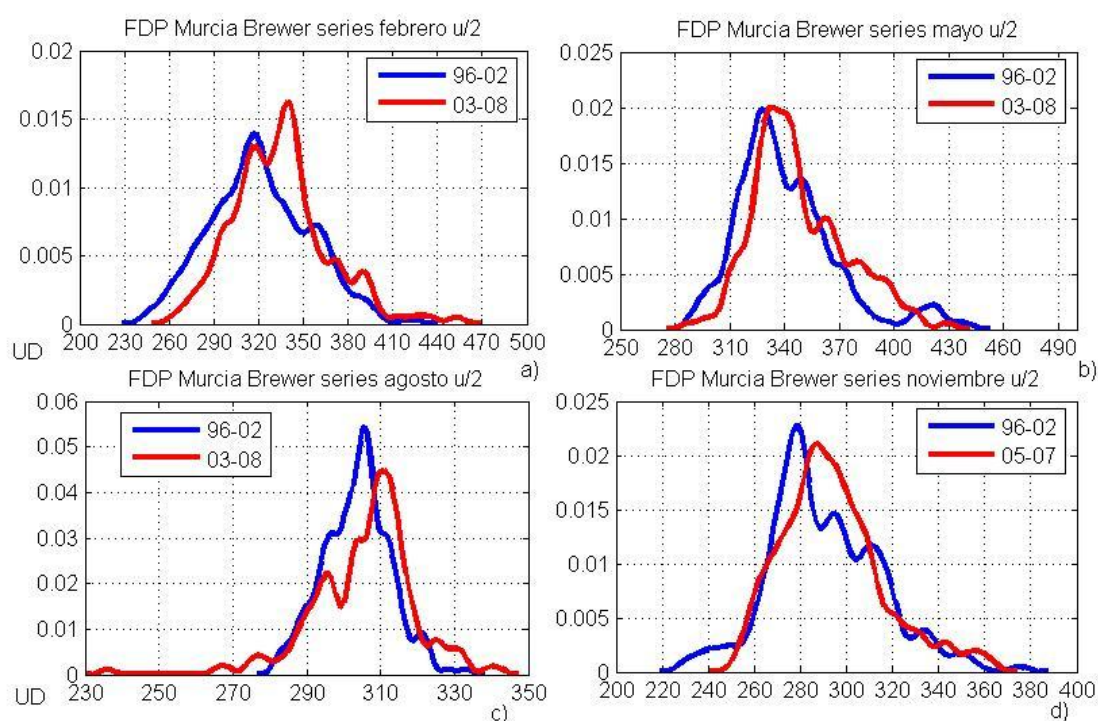 FDP Murcia Brewer series febrero u/2
0.02
0.015
0.01
0.005
0
96-02
03-08
200 230 260 290 320 350 380 410 440 470 500
UD
a)
FDP Murcia Brewer series mayo u/2
0.025
0.02
0.015
0.01
0.005
0
96-02
03-08
250 280 310 340 370 400 430 460 490
b)
FDP Murcia Brewer series agosto u/2
0.06
0.05
0.04
0.03
0.02
0.01
0
96-02
03-08
230 250 270 290 310 330 350
UD
c)
FDP Murcia Brewer series noviembre u/2
0.025
0.02
0.015
0.01
0.005
0
96-02
05-07
200 220 240 260 280 300 320 340 360 380 400
d)